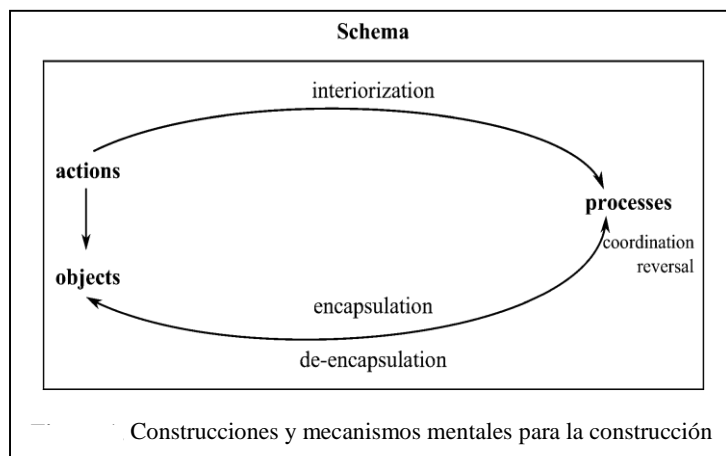 Schema
interiorization
actions
processes
coordination
reversal
objects
encapsulation
de-encapsulation
Construcciones y mecanismos mentales para la construcción